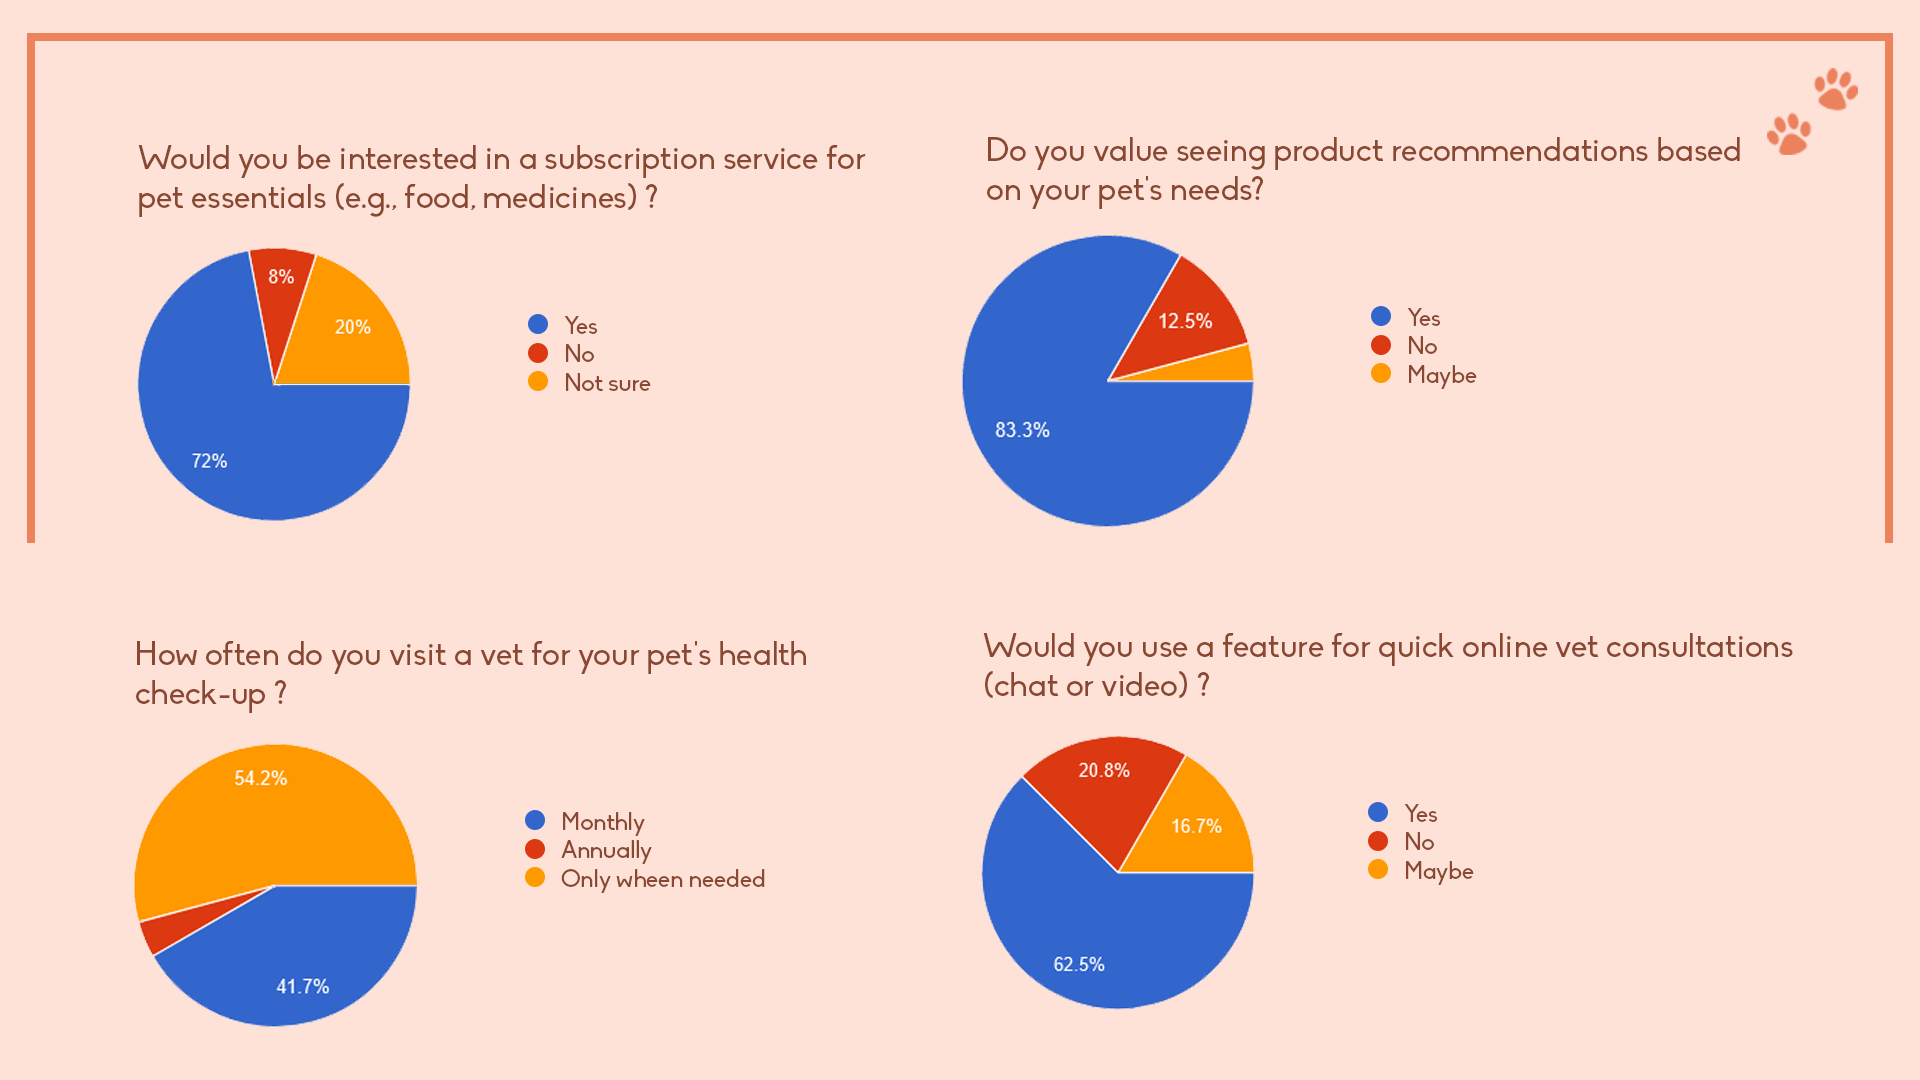 Would you be interested in a subscription service for
pet essentials (e.g., food, medicines) ?
8%
20%
72%
Yes
No
Not sure
Do you value seeing product recommendations based
on your pet's needs?
12.5%
83.3%
Yes
No
Maybe
How often do you visit a vet for your pet's health
check-up ?
54.2%
41.7%
Monthly
Annually
Only wheen needed
Would you use a feature for quick online vet consultations
(chat or video) ?
20.8%
16.7%
62.5%
Yes
No
Maybe